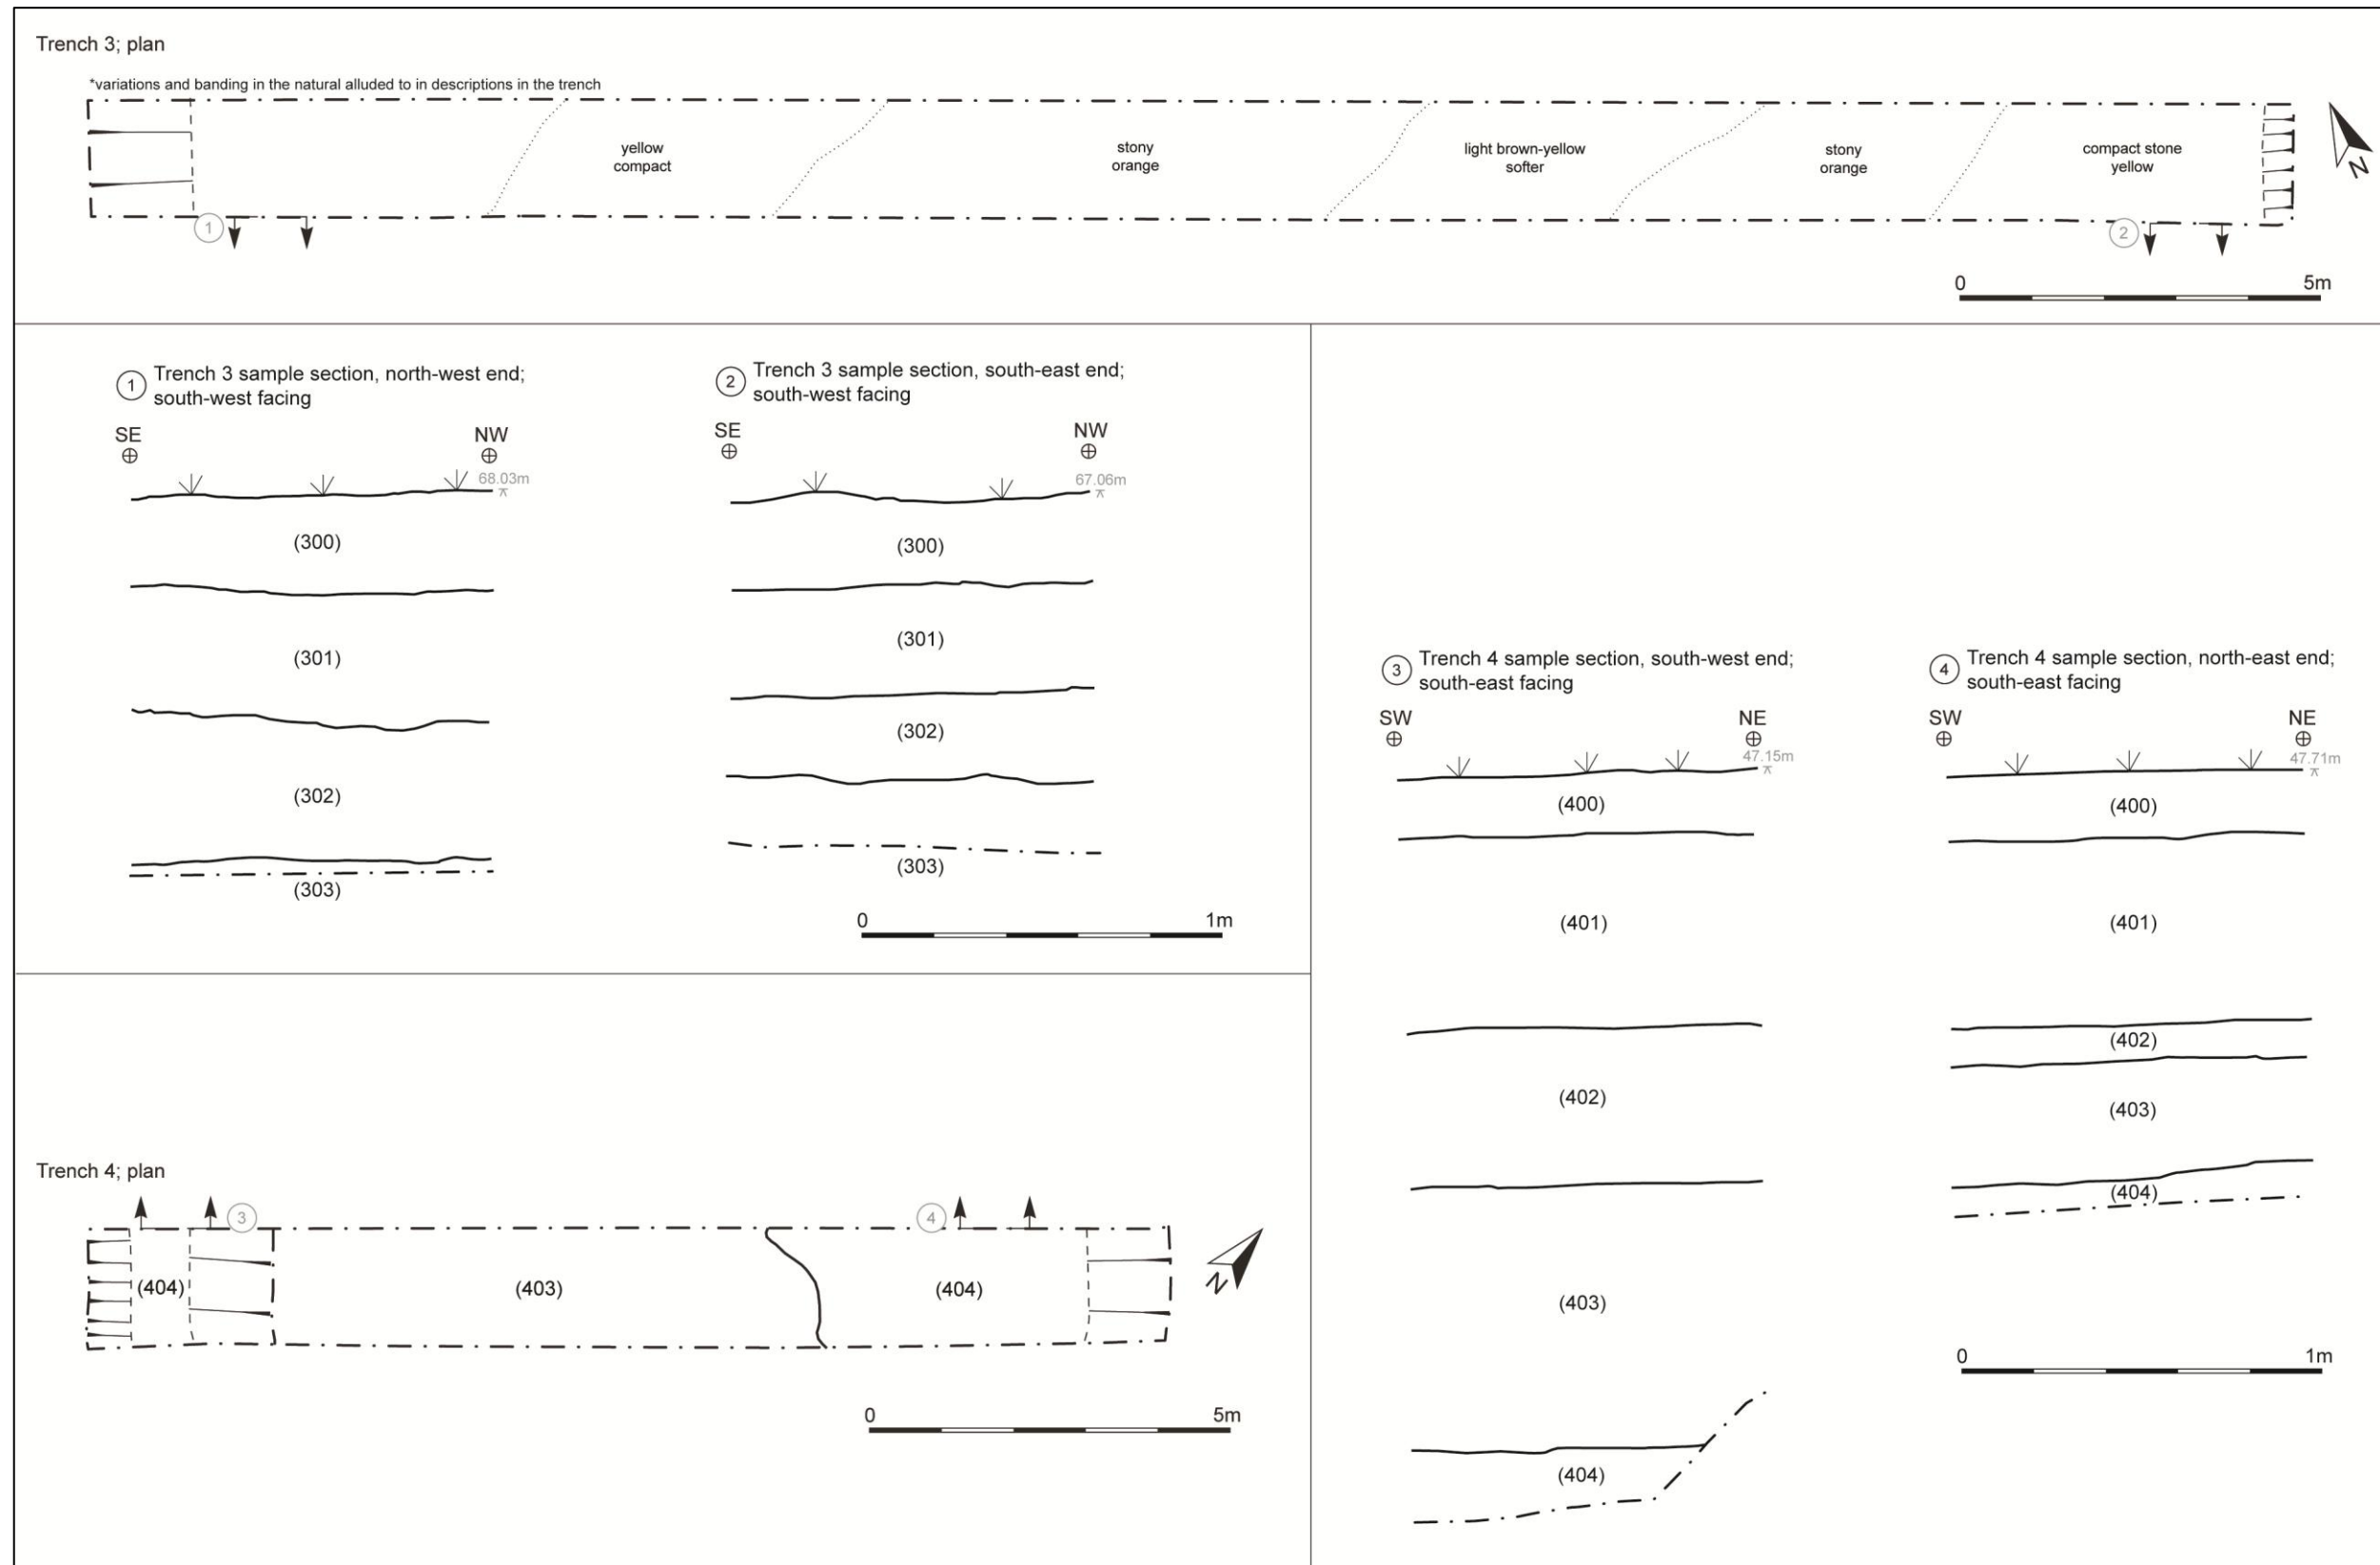 Trench 3; plan
*variations and banding in the natural alluded to in descriptions in the trench
yellow
compact
stony
orange
light brown-yellow
softer
stony
orange
compact stone
yellow
N
1
2
0 5m
1 Trench 3 sample section, north-west end;
south-west facing
SE NW
68.03m
(300)
(301)
(302)
(303)
2 Trench 3 sample section, south-east end;
south-west facing
SE NW
67.06m
(300)
(301)
(302)
(303)
0 1m
3 Trench 4 sample section, south-west end;
south-east facing
SW NE
47.15m
(400)
(401)
(402)
(403)
(404)
4 Trench 4 sample section, north-east end;
south-east facing
SW NE
47.71m
(400)
(401)
(402)
(403)
(404)
0 1m
Trench 4; plan
3
4
(404)
(403)
(404)
N
0 5m